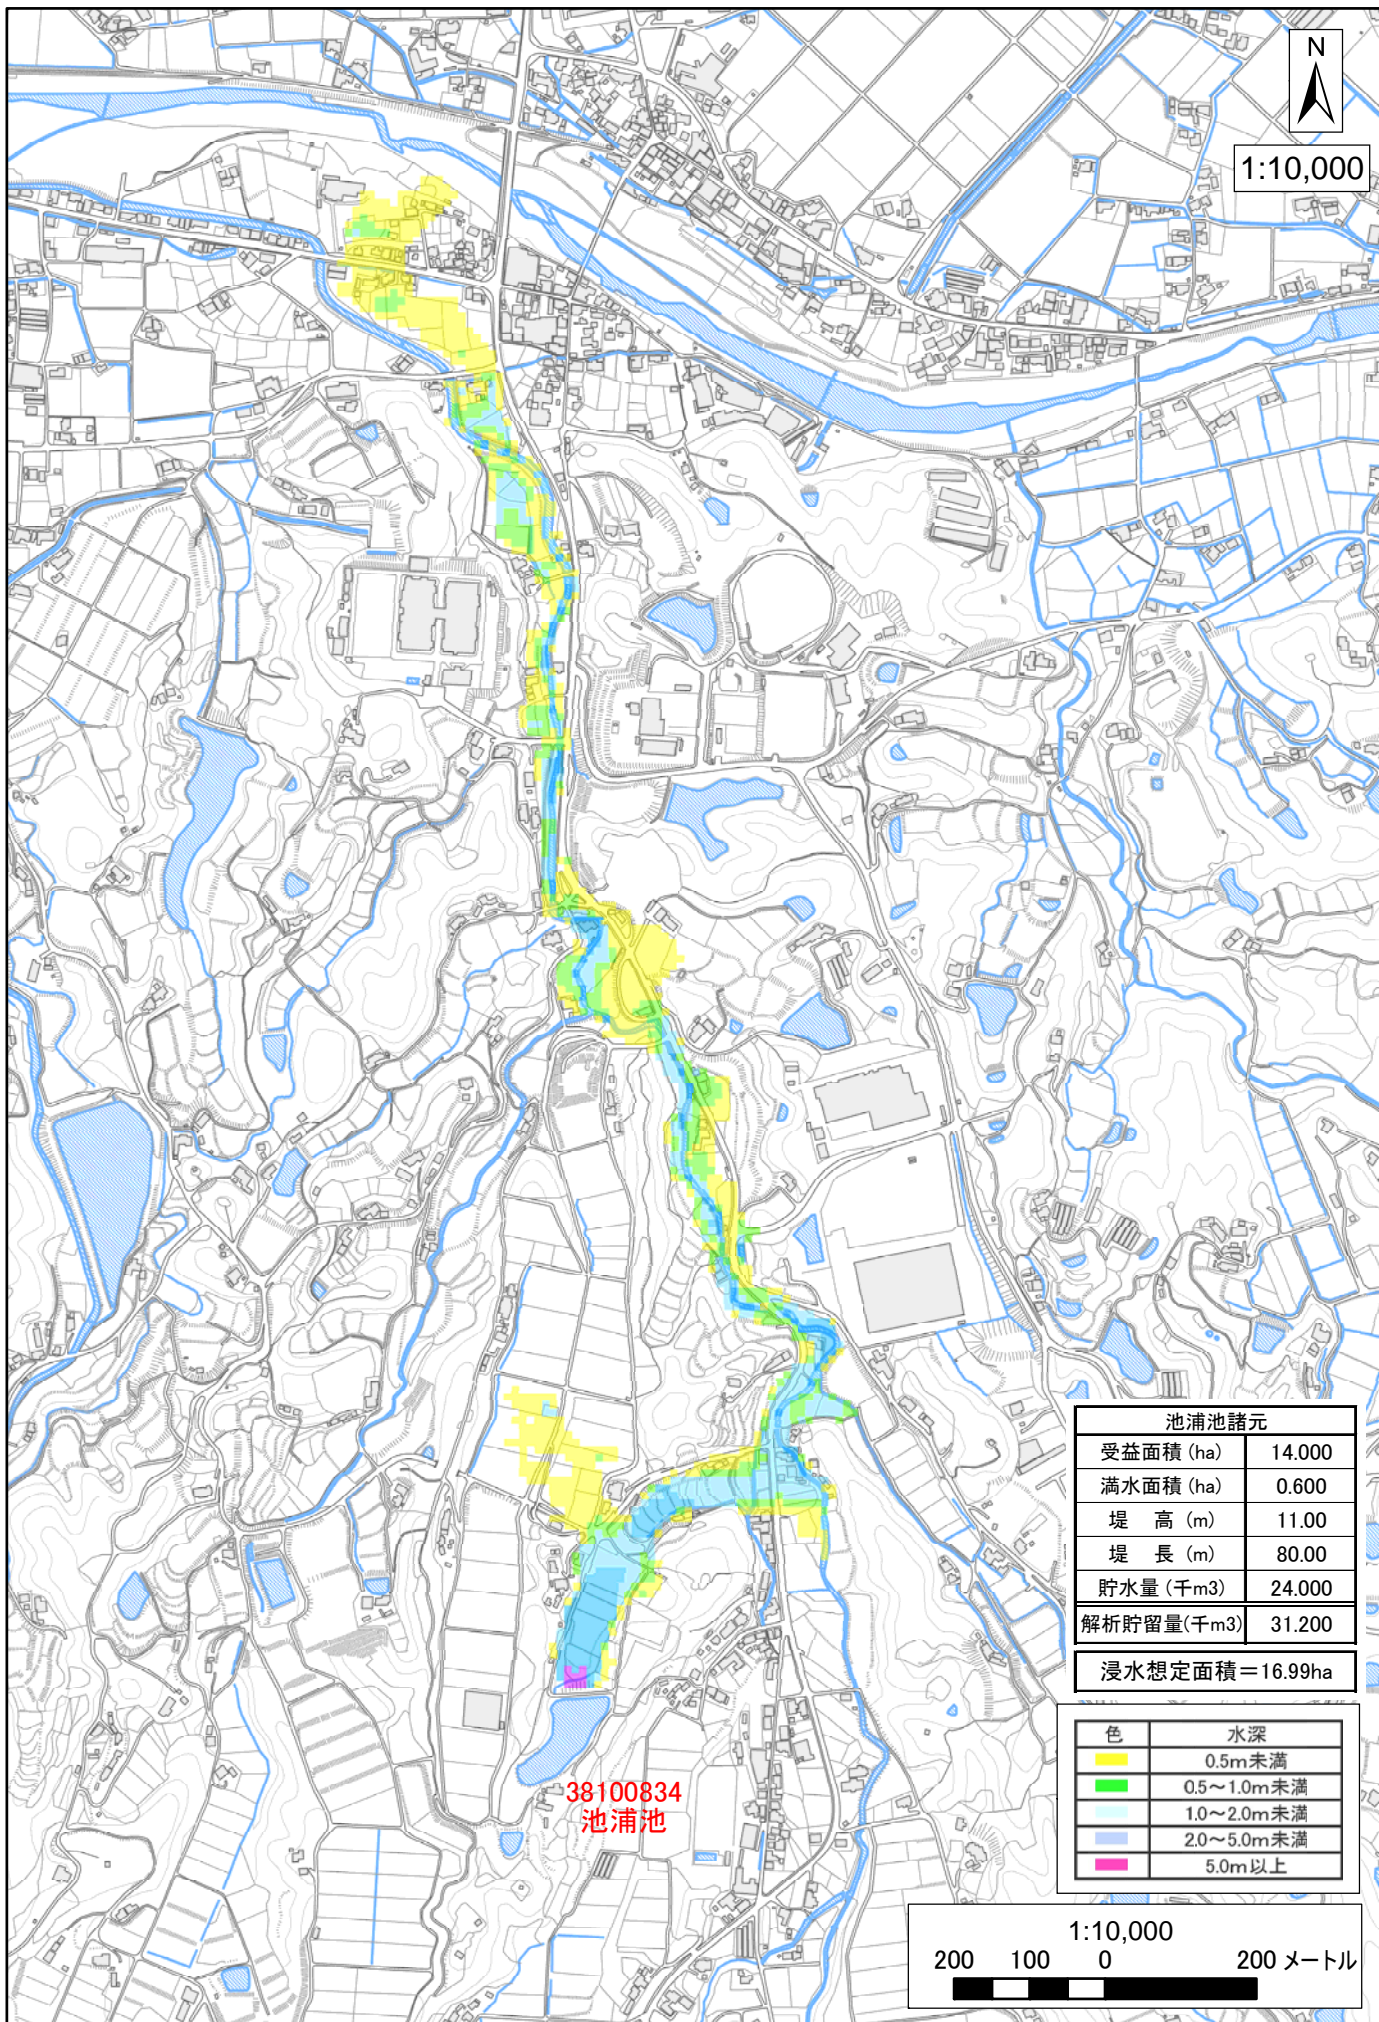 N
1:10,000
池浦池諸元
受益面積 (ha) 14.000
満水面積 (ha) 0.600
堤 高 (m) 11.00
堤 長 (m) 80.00
貯水量 (千m3) 24.000
解析貯留量(千m3) 31.200
浸水想定面積＝16.99ha
色 水深
0.5m未満
0.5～1.0m未満
1.0～2.0m未満
2.0～5.0m未満
5.0m以上
38100834
池浦池
1:10,000
200 100 0 200 メートル